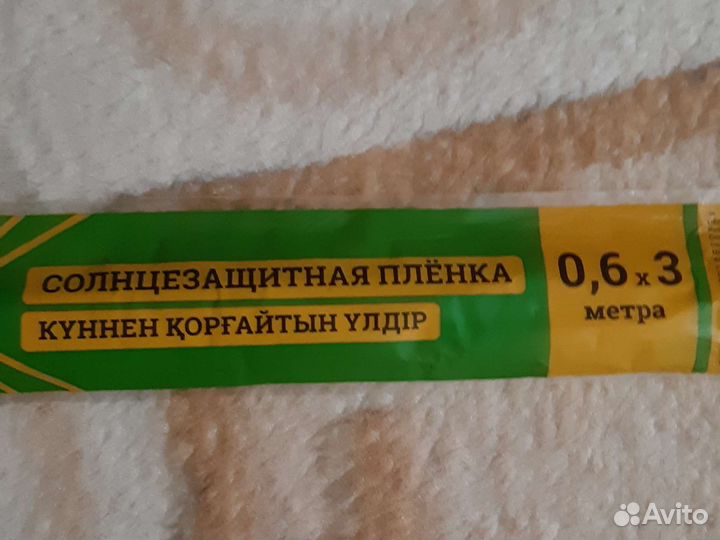 СОЛНЦЕЗАЩИТНАЯ ПЛЁНКА
КҮННЕН ҚОРҒАЙТЫН ҮЛДІР
0,6 x 3
метра
Avito